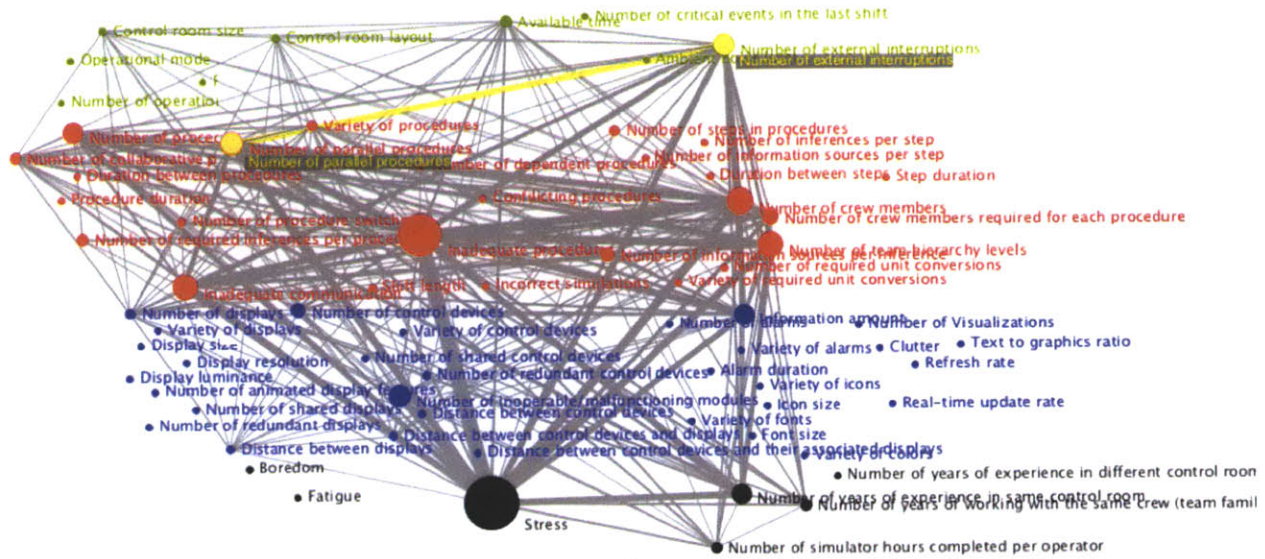 Number of critical events in the last shift
Available time
Control room size
Control room layout
Number of external interruptions
Number of external interruptions
Operational mode
Number of
Variety of procedures
Number of steps in procedures
Number of
Number of parallel procedures
Number of inferences per step
Number of parallel procedures
Number of collaborative
Number of information sources per step
of dependent procedures
Duration between procedures
Duration between steps
Step duration
Procedure duration
Conflicting procedures
Number of crew members
Number of crew members required for each procedure
Number of procedure
Number of required inferences per
Inadequate procedures
Number of team-hierarchy levels
Number of information sources per inference
Number of required unit conversions
Inadequate communication
Shift length
Incorrect simulations
Variety of required unit conversions
Number of displays
Number of control devices
Information amount
Number of alarms
Number of Visualizations
Variety of displays
Variety of control devices
Display size
Variety of alarms
Clutter
Text to graphics ratio
Display resolution
Number of shared control devices
Refresh rate
Display luminance
Number of redundant control devices
Alarm duration
Variety of icons
Number of animated display features
Number of inoperable/malfunctioning modules
Icon size
Real-time update rate
Number of shared displays
Distance between control devices
Variety of fonts
Number of redundant displays
Distance between control devices and displays
Font size
Distance between displays
Distance between control devices and their associated displays
Variety of colors
Boredom
Number of years of experience in different control
Fatigue
Number of years of experience in same control room
Number of years of working with the same crew (team
Stress
Number of simulator hours completed per operator